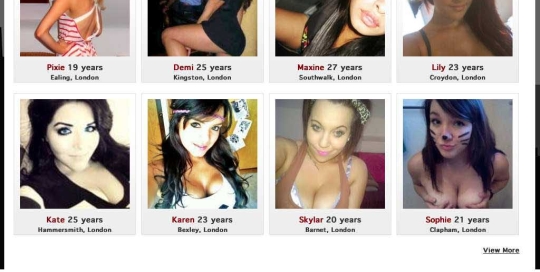 Pixie 19 years
Ealing, London
Demi 25 years
Kingston, London
Maxine 27 years
Southwalk, London
Lily 23 years
Croydon, London
Kate 25 years
Hammersmith, London
Karen 23 years
Bexley, London
Skylar 20 years
Barnet, London
Sophie 21 years
Clapham, London
View More